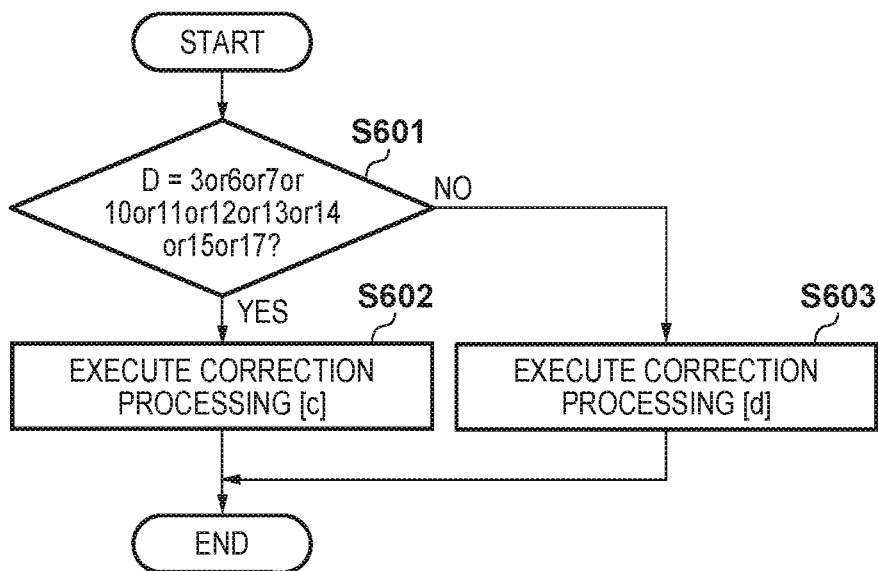 START
S601
D = 3or6or7or
10or11or12or13or14
or15or17?
NO
YES
S602
EXECUTE CORRECTION
PROCESSING [c]
S603
EXECUTE CORRECTION
PROCESSING [d]
END